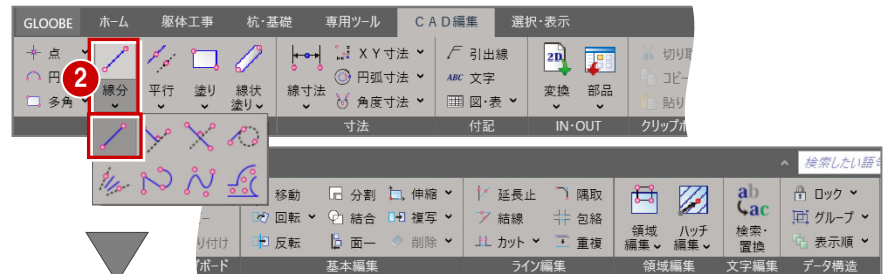 GLOOBE ホーム 躯体工事 杭・基礎 専用ツール CAD編集 選択・表示
点 XY寸法 引出線 切り取
円 円弧寸法 ABC 文字 コピー
2
多角 線分 平行 塗り 線状塗り 線寸法 角度寸法 図・表 2D 変換 部品 貼り
寸法 付記 IN・OUT クリップボ
検索したい語句
移動 分割 伸縮 延長止 隅取 ab ac ロック
回転 結合 複写 結線 包絡 グループ
り付け 反転 面一 削除 カット 重複 領域編集 ハッチ編集 検索・置換 表示順
プボード 基本編集 ライン編集 領域編集 文字編集 データ構造